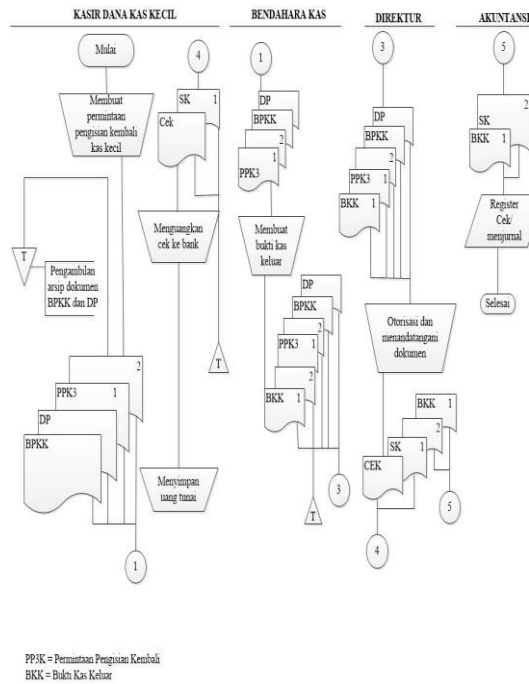 KASIR DANA KAS KECIL
Mulai
Membuat
permintaan
pengisian kembali
kas kecil
T
Pengambilan
arsip dokumen
BPKK dan DP
2
PPK3 1
DP
BPKK
1
4
SK 1
Cek
Menguangkan
cek ke bank
T
Menyimpan
uang tunai
BENDAHARA KAS
1
DP
BPKK
2
PPK3 1
Membuat
bukti kas
keluar
DP
BPKK
2
PPK3 1
2
BKK 1
3
T
DIREKTUR
3
DP
BPKK
2
PPK3 1
BKK 1
Otorisasi dan
menandatangani
dokumen
BKK 1
2
SK 1
CEK
5
4
AKUNTANSI
5
2
SK
BKK 1
Register
Cek/
menjurnal
Selesai
PP3K = Permintaan Pengisian Kembali
BKK = Bukti Kas Keluar